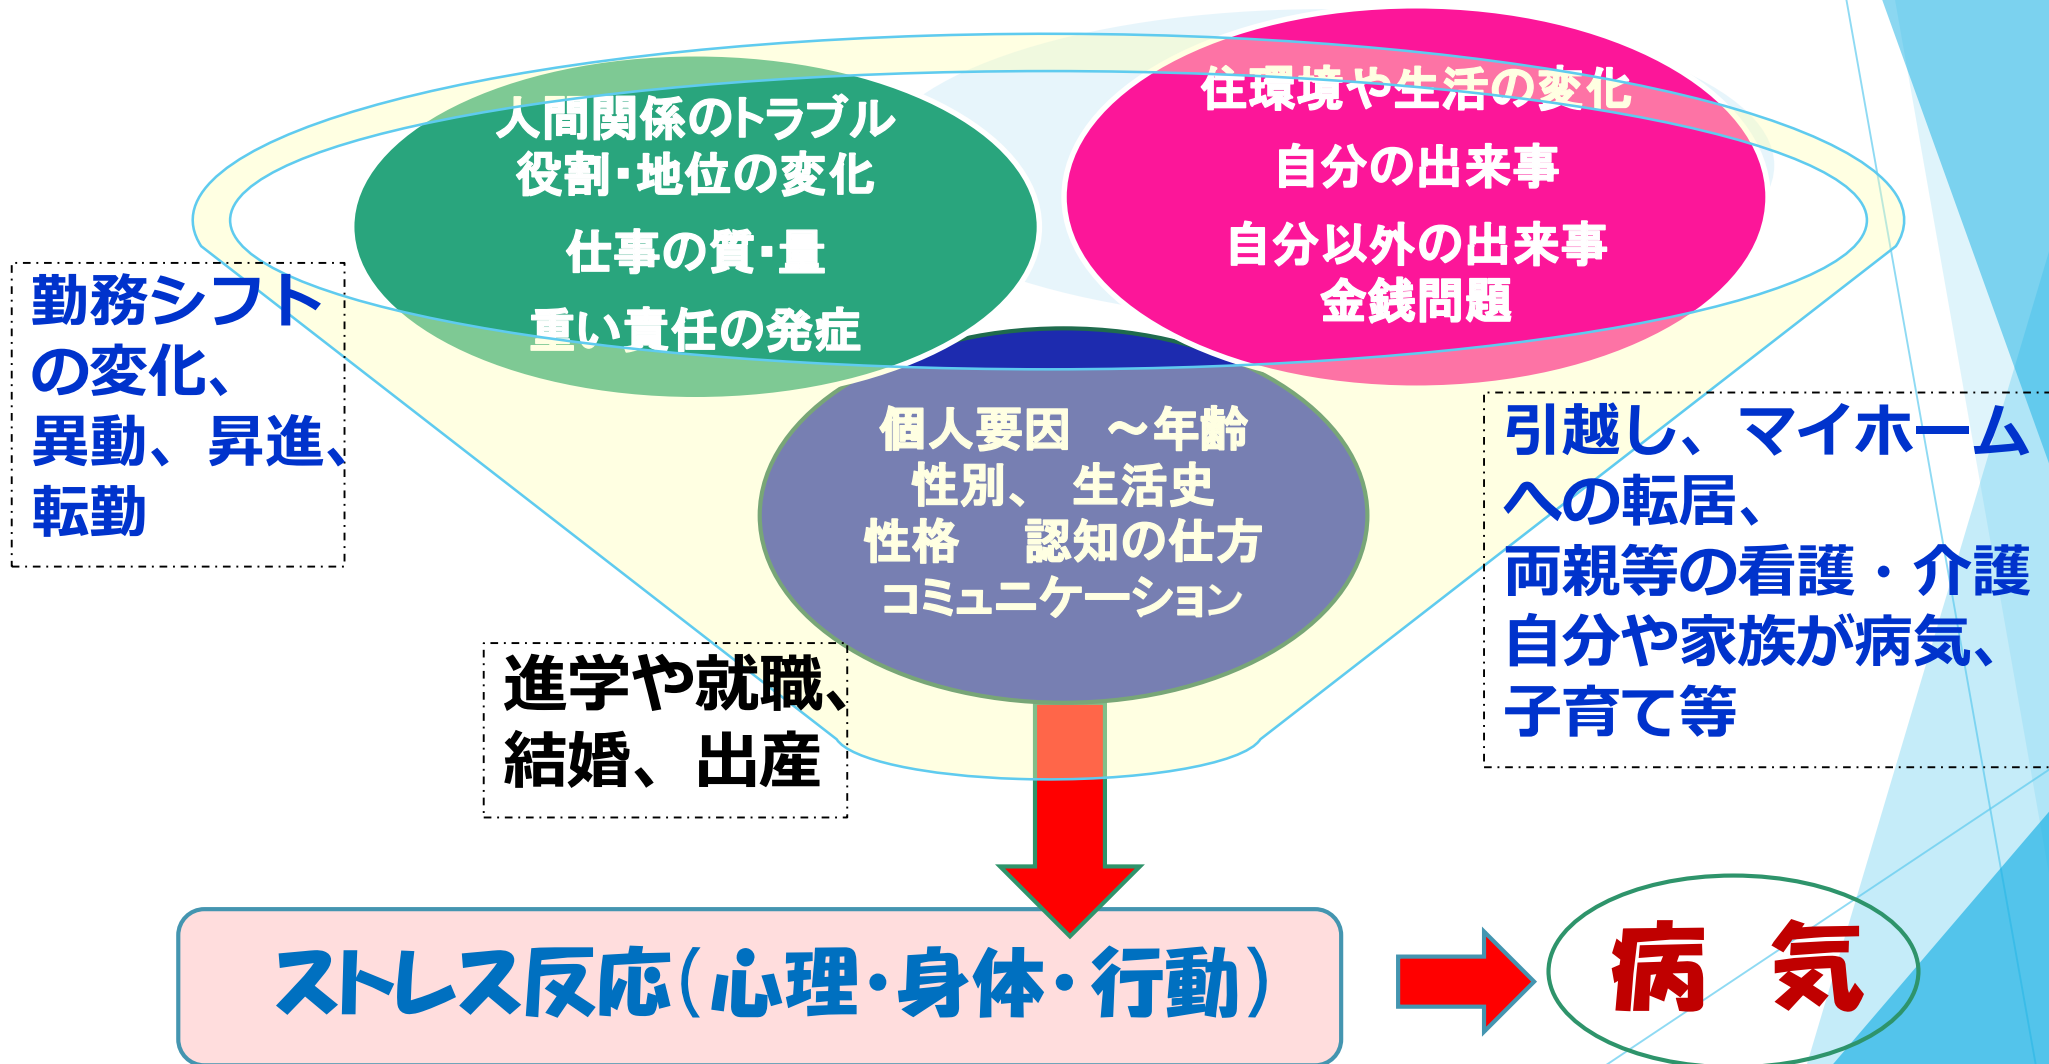 人間関係のトラブル
役割・地位の変化
仕事の質・量
重い責任の発症
住環境や生活の変化
自分の出来事
自分以外の出来事
金銭問題
勤務シフト
の変化、
異動、昇進、
転勤
個人要因　～年齢
性別、　生活史
性格　　認知の仕方
コミュニケーション
引越し、マイホーム
への転居、
両親等の看護・介護
自分や家族が病気、
子育て等
進学や就職、
結婚、出産
ストレス反応(心理・身体・行動)
病　気